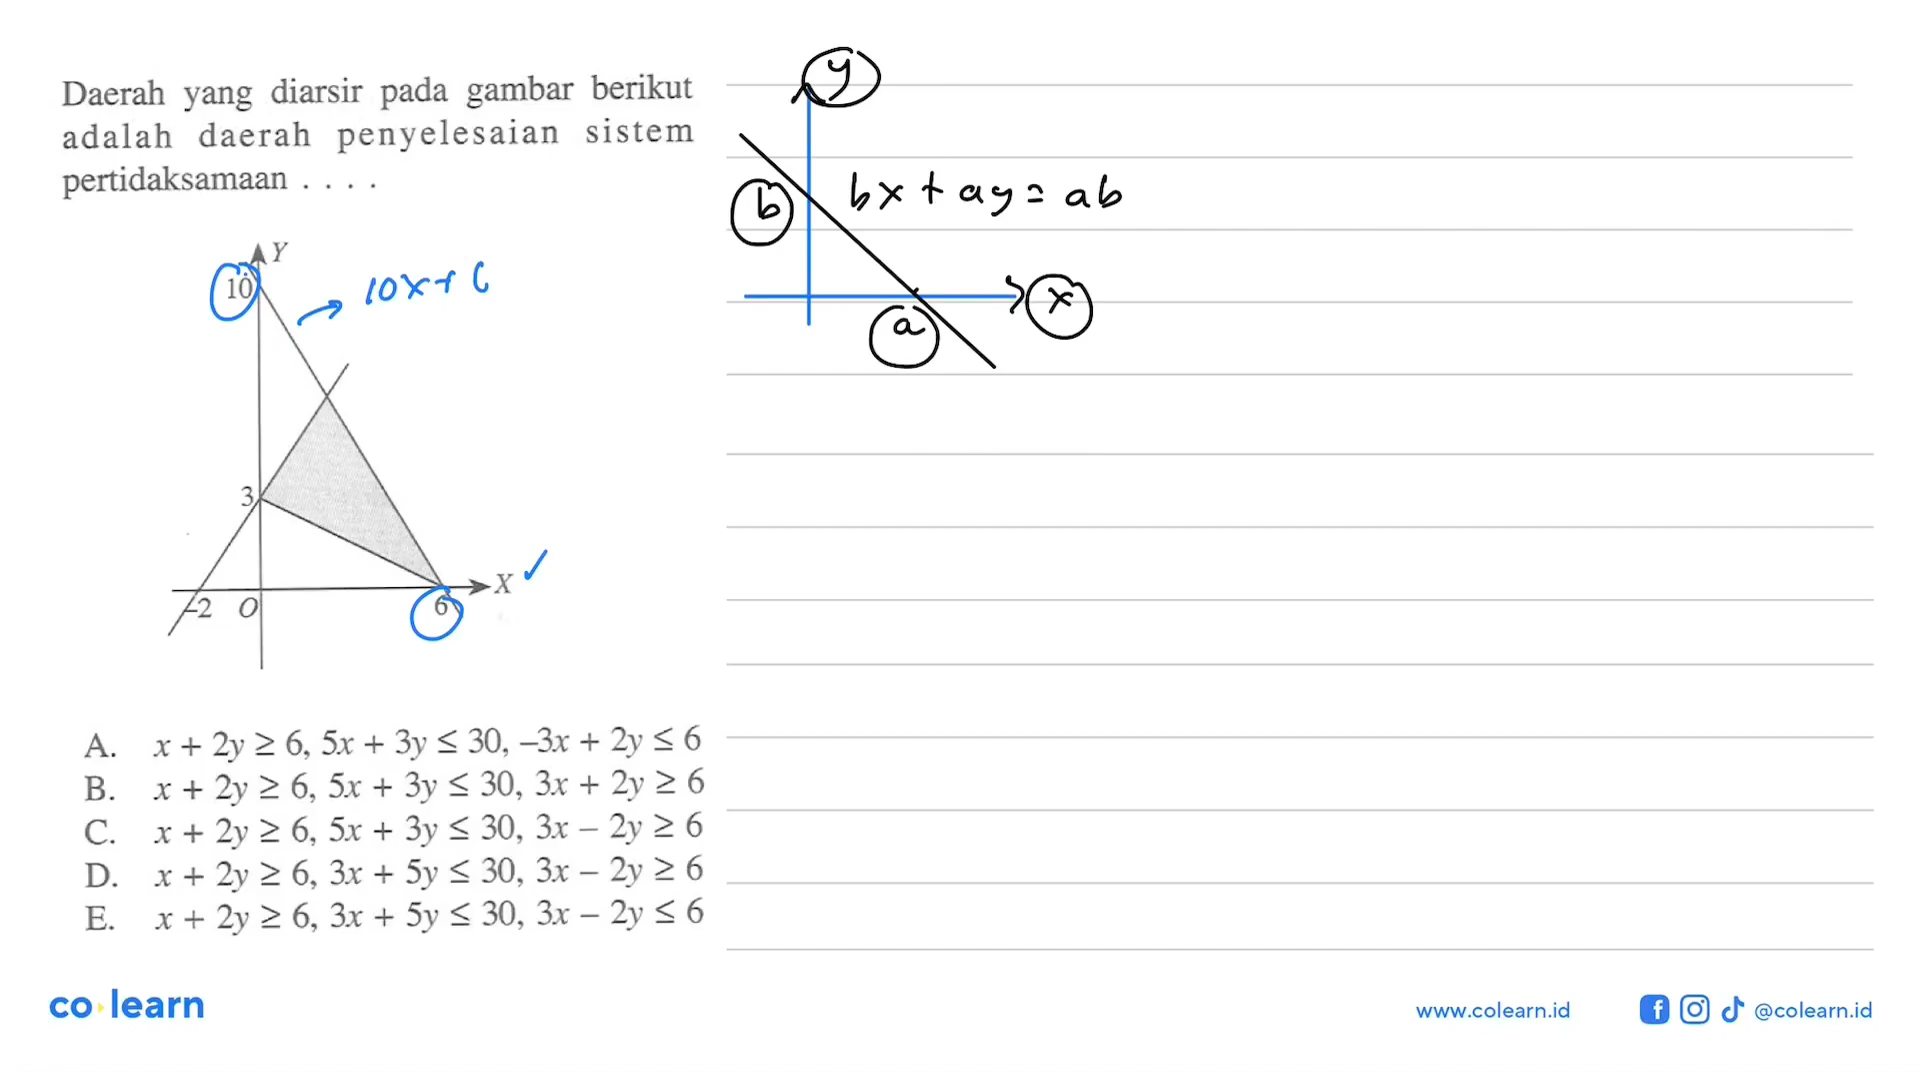 Daerah yang diarsir pada gambar berikut
adalah daerah penyelesaian sistem
pertidaksamaan . . . .
y
b
bx + ay = ab
x
a
Y
10
10x + 6
3
X
-2 O
6
A. x + 2y ≥ 6, 5x + 3y ≤ 30, –3x + 2y ≤ 6
B. x + 2y ≥ 6, 5x + 3y ≤ 30, 3x + 2y ≥ 6
C. x + 2y ≥ 6, 5x + 3y ≤ 30, 3x – 2y ≥ 6
D. x + 2y ≥ 6, 3x + 5y ≤ 30, 3x – 2y ≥ 6
E. x + 2y ≥ 6, 3x + 5y ≤ 30, 3x – 2y ≤ 6
co learn
www.colearn.id
@colearn.id